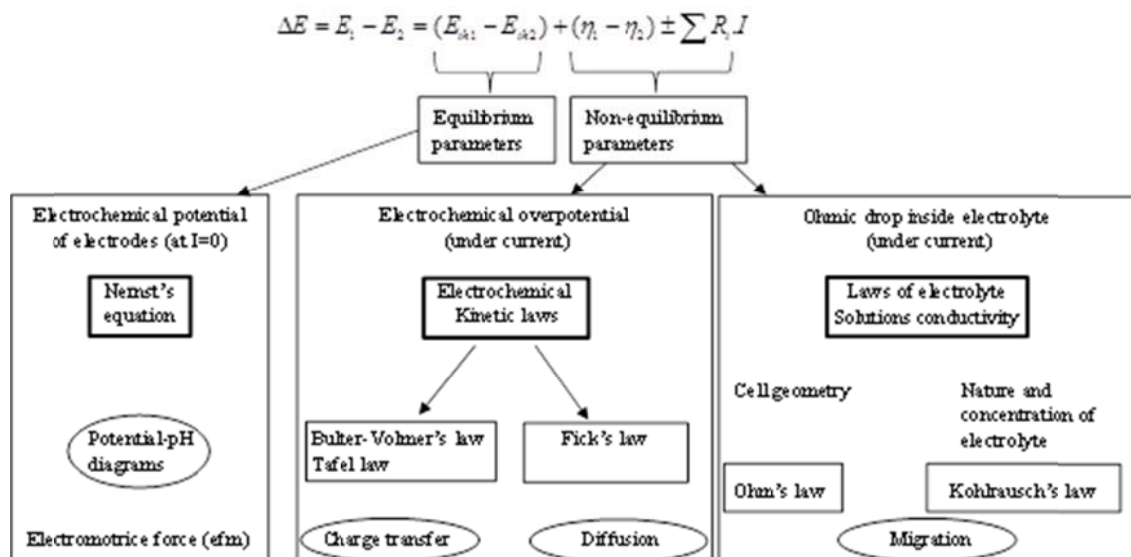 ΔE = E₁ − E₂ = (E_ik1 − E_ik2) + (η₁ − η₂) ± ∑ Rᵢ.I
Equilibrium
parameters
Non-equilibrium
parameters
Electrochemical potential
of electrodes (at I=0)
Nernst's
equation
Potential-pH
diagrams
Electromotrice force (efm)
Electrochemical overpotential
(under current)
Electrochemical
Kinetic laws
Bulter-Volmer's law
Tafel law
Fick's law
Charge transfer
Diffusion
Ohmic drop inside electrolyte
(under current)
Laws of electrolyte
Solutions conductivity
Cell geometry
Nature and
concentration of
electrolyte
Ohm's law
Kohlrausch's law
Migration